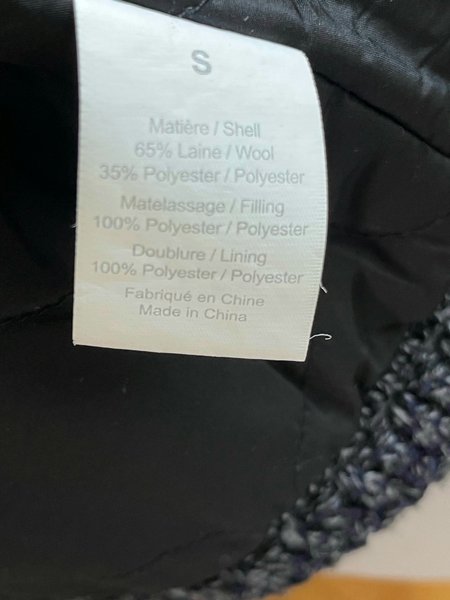 S
Matière / Shell
65% Laine / Wool
35% Polyester / Polyester
Matelassage / Filling
100% Polyester / Polyester
Doublure / Lining
100% Polyester / Polyester
Fabriqué en Chine
Made in China